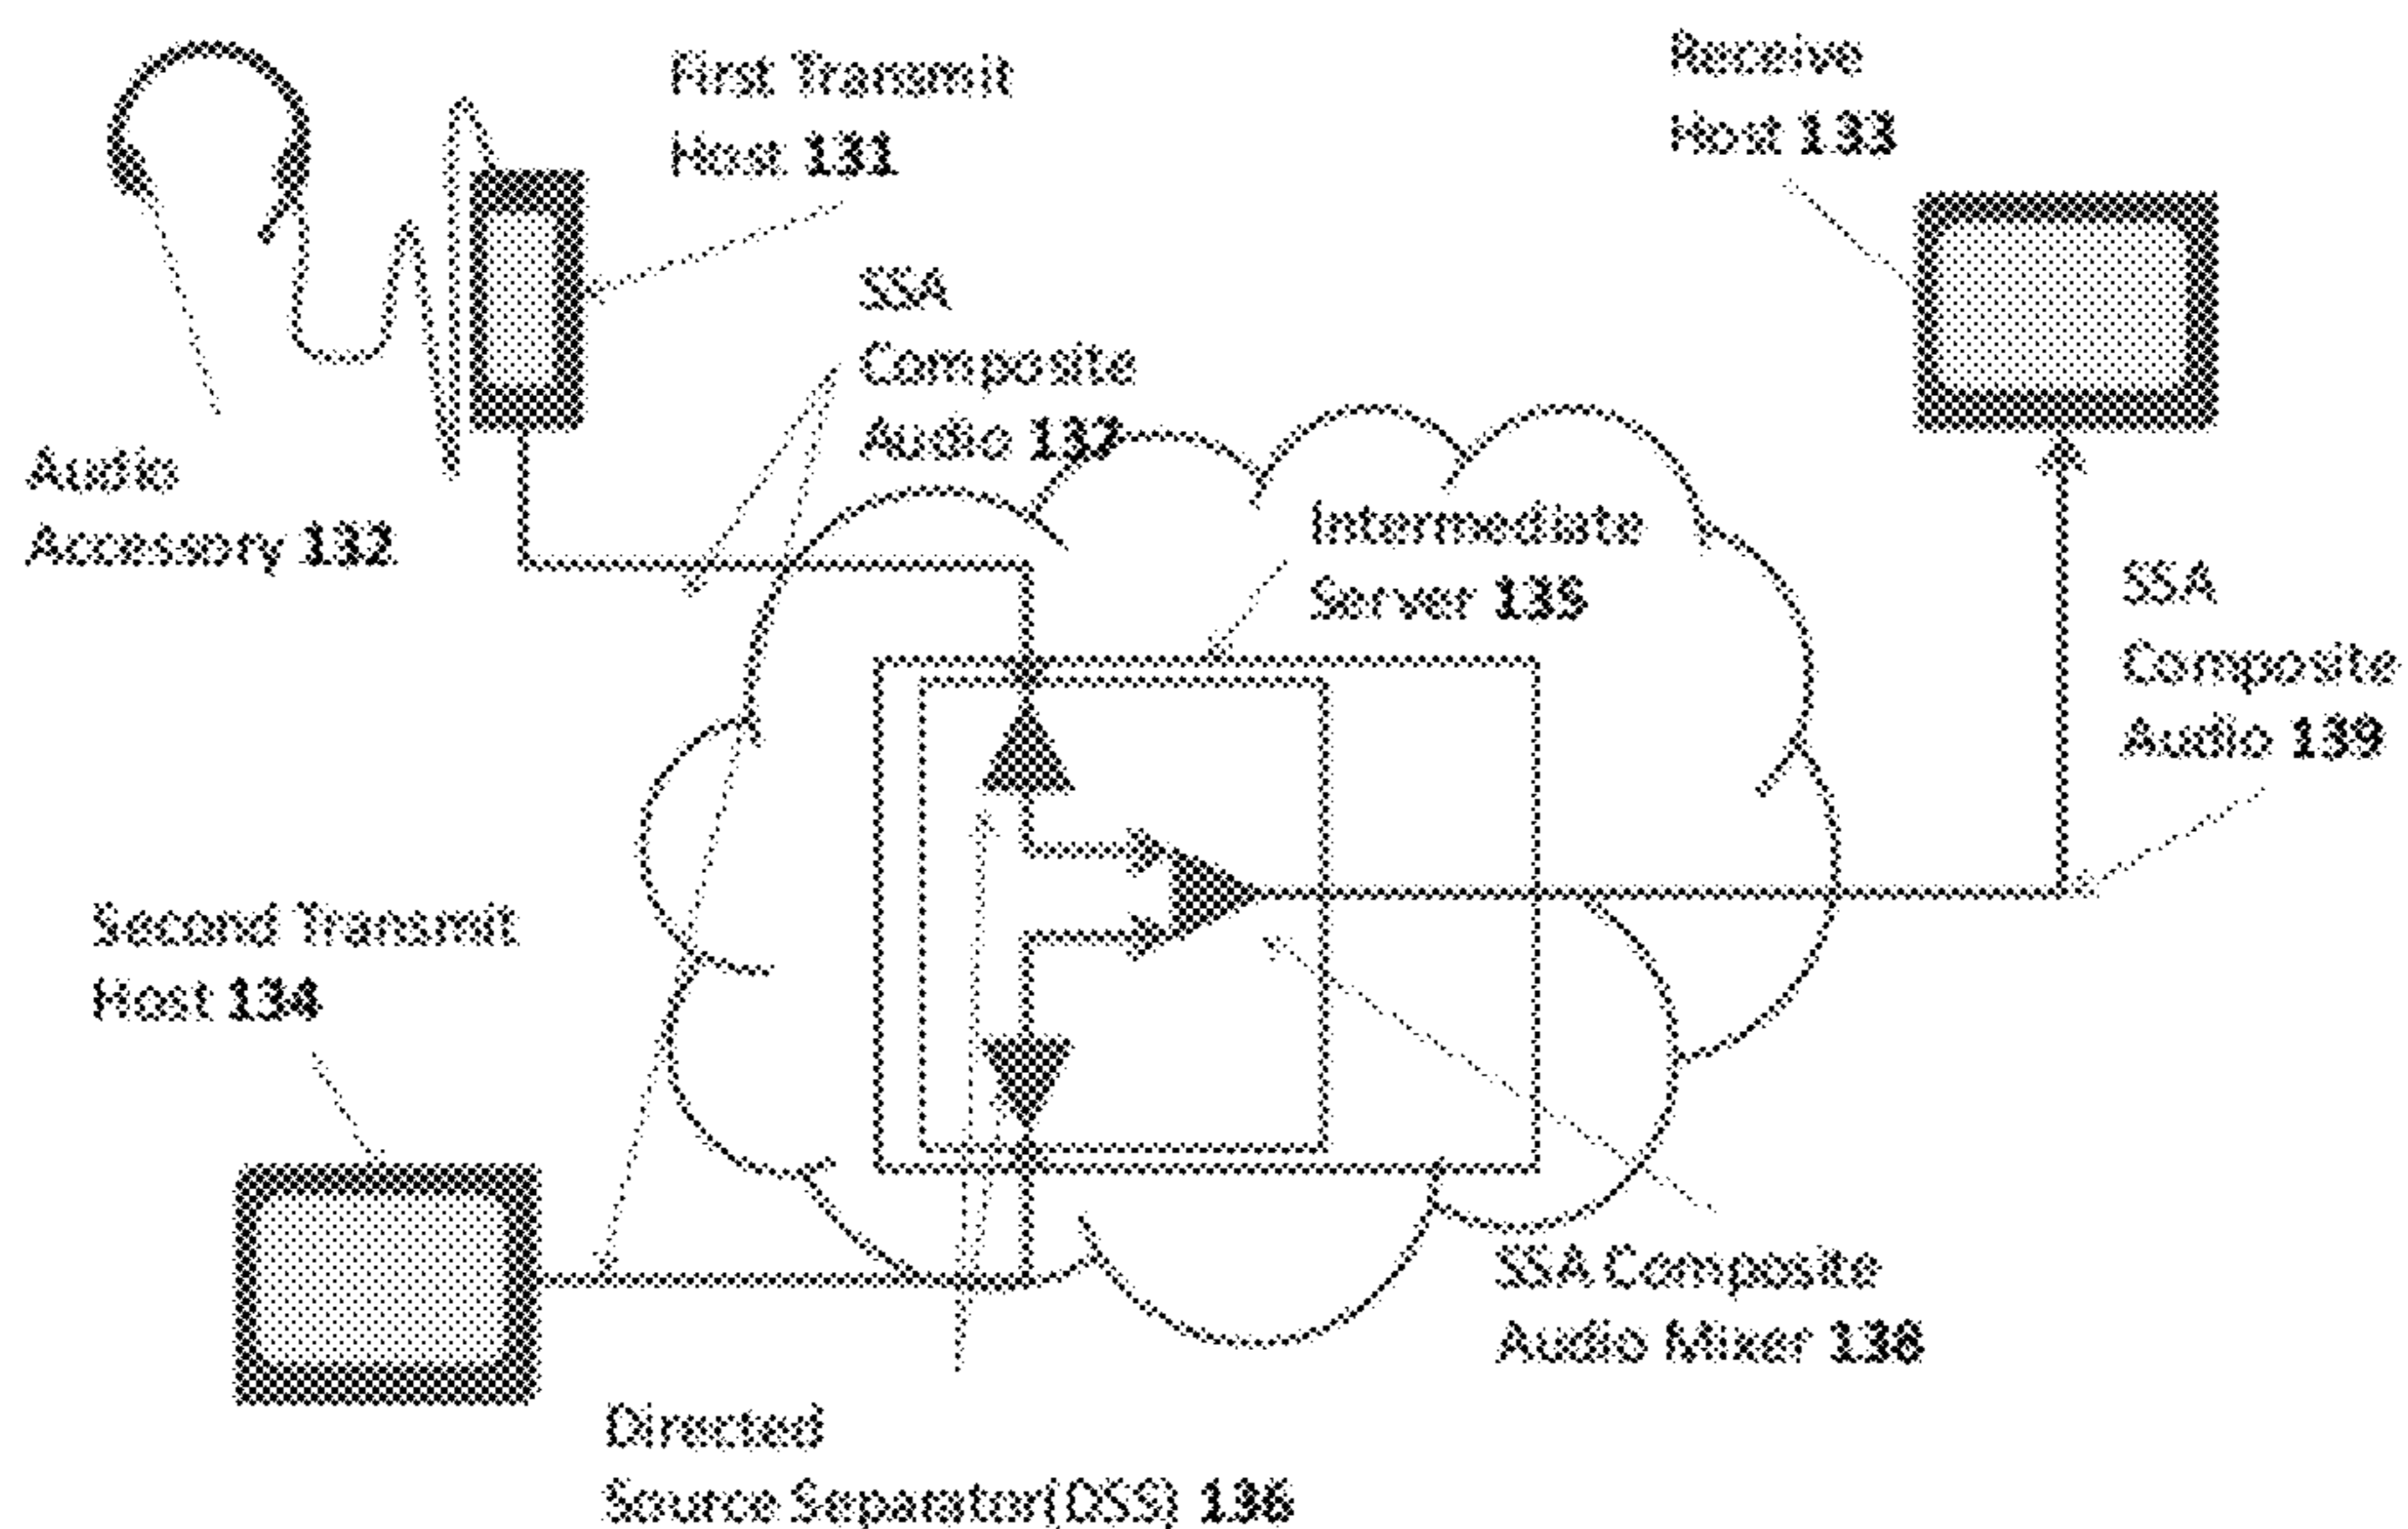 First Transmit
Host 131
Receive
Host 133
SSA
Composite
Audio 137
Audio
Accessory 132
Intermediate
Server 135
SSA
Composite
Audio 139
Second Transmit
Host 134
SSA Composite
Audio Mixer 138
Directed
Source Separator(DSS) 136